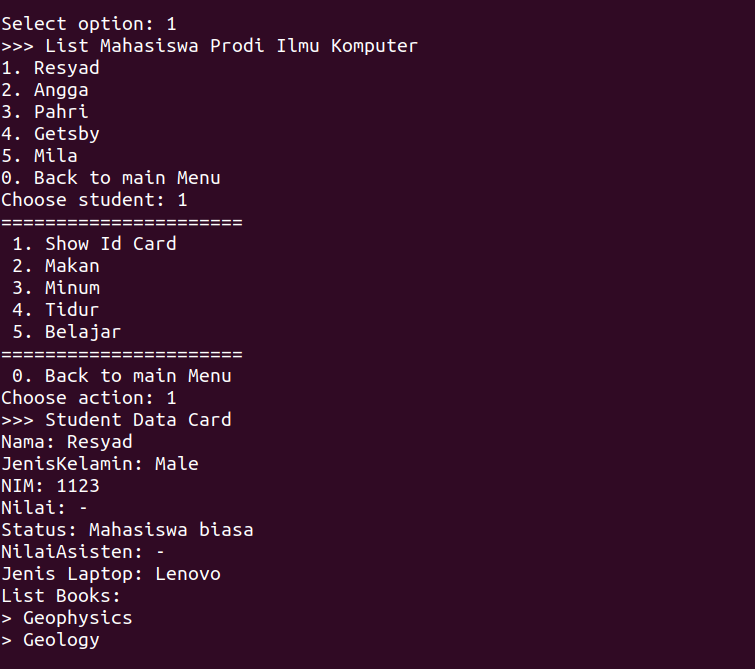 Select option: 1
>>> List Mahasiswa Prodi Ilmu Komputer
1. Resyad
2. Angga
3. Pahri
4. Getsby
5. Mila
0. Back to main Menu
Choose student: 1
======================
 1. Show Id Card
 2. Makan
 3. Minum
 4. Tidur
 5. Belajar
======================
 0. Back to main Menu
Choose action: 1
>>> Student Data Card
Nama: Resyad
JenisKelamin: Male
NIM: 1123
Nilai: -
Status: Mahasiswa biasa
NilaiAsisten: -
Jenis Laptop: Lenovo
List Books:
> Geophysics
> Geology